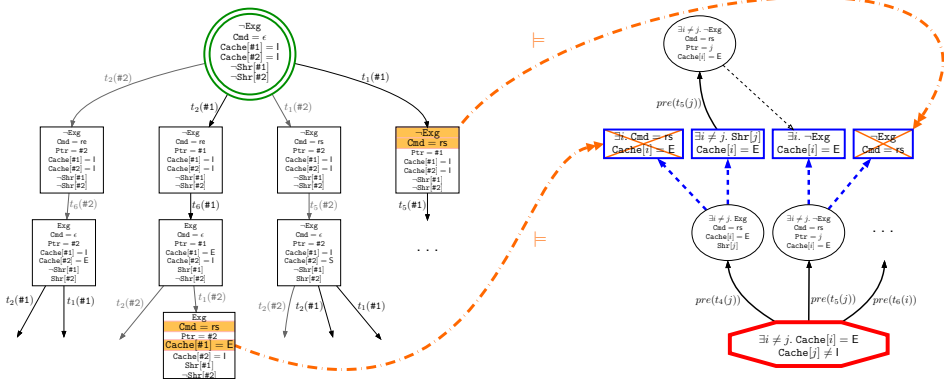 ¬Exg
Cmd = ϵ
Cache[#1] = I
Cache[#2] = I
¬Shr[#1]
¬Shr[#2]
t₂(#2)
t₂(#1)
t₁(#2)
t₁(#1)
¬Exg
Cmd = re
Ptr = #2
Cache[#1] = I
Cache[#2] = I
¬Shr[#1]
¬Shr[#2]
¬Exg
Cmd = re
Ptr = #1
Cache[#1] = I
Cache[#2] = I
¬Shr[#1]
¬Shr[#2]
¬Exg
Cmd = rs
Ptr = #2
Cache[#1] = I
Cache[#2] = I
¬Shr[#1]
¬Shr[#2]
¬Exg
Cmd = rs
Ptr = #1
Cache[#1] = I
Cache[#2] = I
¬Shr[#1]
¬Shr[#2]
t₆(#2)
t₆(#1)
t₅(#2)
t₅(#1)
Exg
Cmd = ϵ
Ptr = #2
Cache[#1] = I
Cache[#2] = E
¬Shr[#1]
Shr[#2]
Exg
Cmd = ϵ
Ptr = #1
Cache[#1] = E
Cache[#2] = I
Shr[#1]
¬Shr[#2]
¬Exg
Cmd = ϵ
Ptr = #2
Cache[#1] = I
Cache[#2] = S
¬Shr[#1]
Shr[#2]
. . .
t₂(#1)
t₁(#1)
t₂(#2)
t₁(#2)
t₂(#2)
t₂(#1)
t₁(#1)
Exg
Cmd = rs
Ptr = #2
Cache[#1] = E
Cache[#2] = I
Shr[#1]
¬Shr[#2]
⊨
⊨
∃i ≠ j. ¬Exg
Cmd = rs
Ptr = j
Cache[i] = E
pre(t₅(j))
∃i. Cmd = rs
Cache[i] = E
∃i ≠ j. Shr[j]
Cache[i] = E
∃i. ¬Exg
Cache[i] = E
¬Exg
Cmd = rs
∃i ≠ j. Exg
Cmd = rs
Cache[i] = E
Shr[j]
∃i ≠ j. ¬Exg
Cmd = rs
Ptr = j
Cache[i] = E
. . .
pre(t₄(j))
pre(t₅(j))
pre(t₆(i))
∃i ≠ j. Cache[i] = E
Cache[j] ≠ I